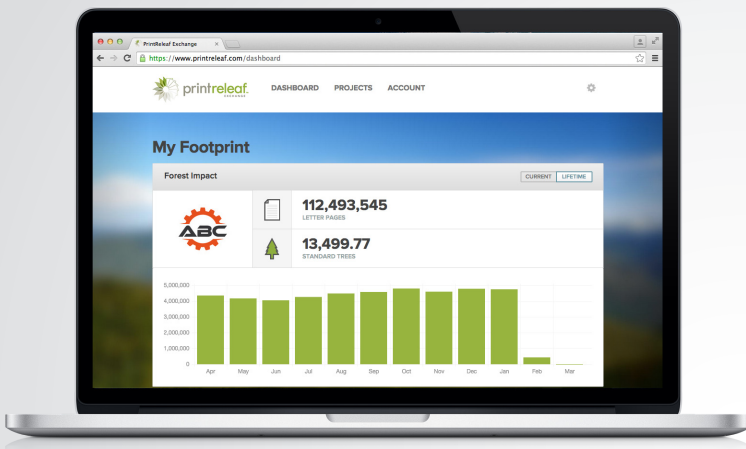 PrintReleaf Exchange
https://www.printreleaf.com/dashboard
printreleaf.
EXCHANGE
DASHBOARD PROJECTS ACCOUNT
My Footprint
Forest Impact
CURRENT LIFETIME
ABC
112,493,545
LETTER PAGES
13,499.77
STANDARD TREES
5,000,000
4,000,000
3,000,000
2,000,000
1,000,000
0
Apr May Jun Jul Aug Sep Oct Nov Dec Jan Feb Mar